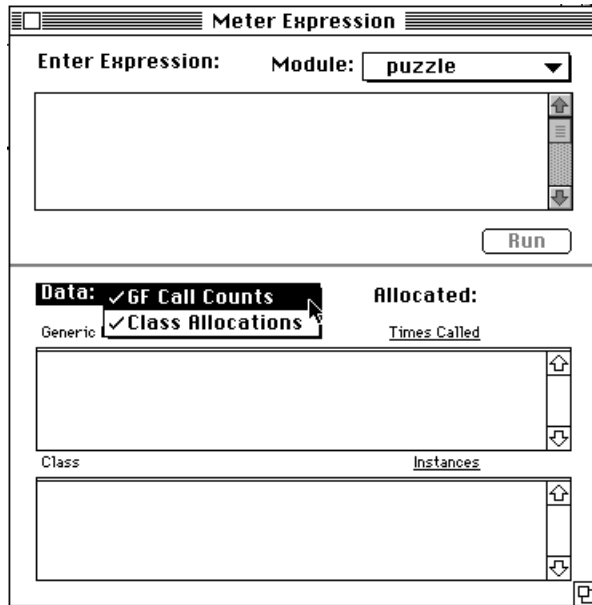 Meter Expression
Enter Expression: Module: puzzle
Run
Data: ✓GF Call Counts Allocated:
✓Class Allocations
Generic Times Called
Class Instances